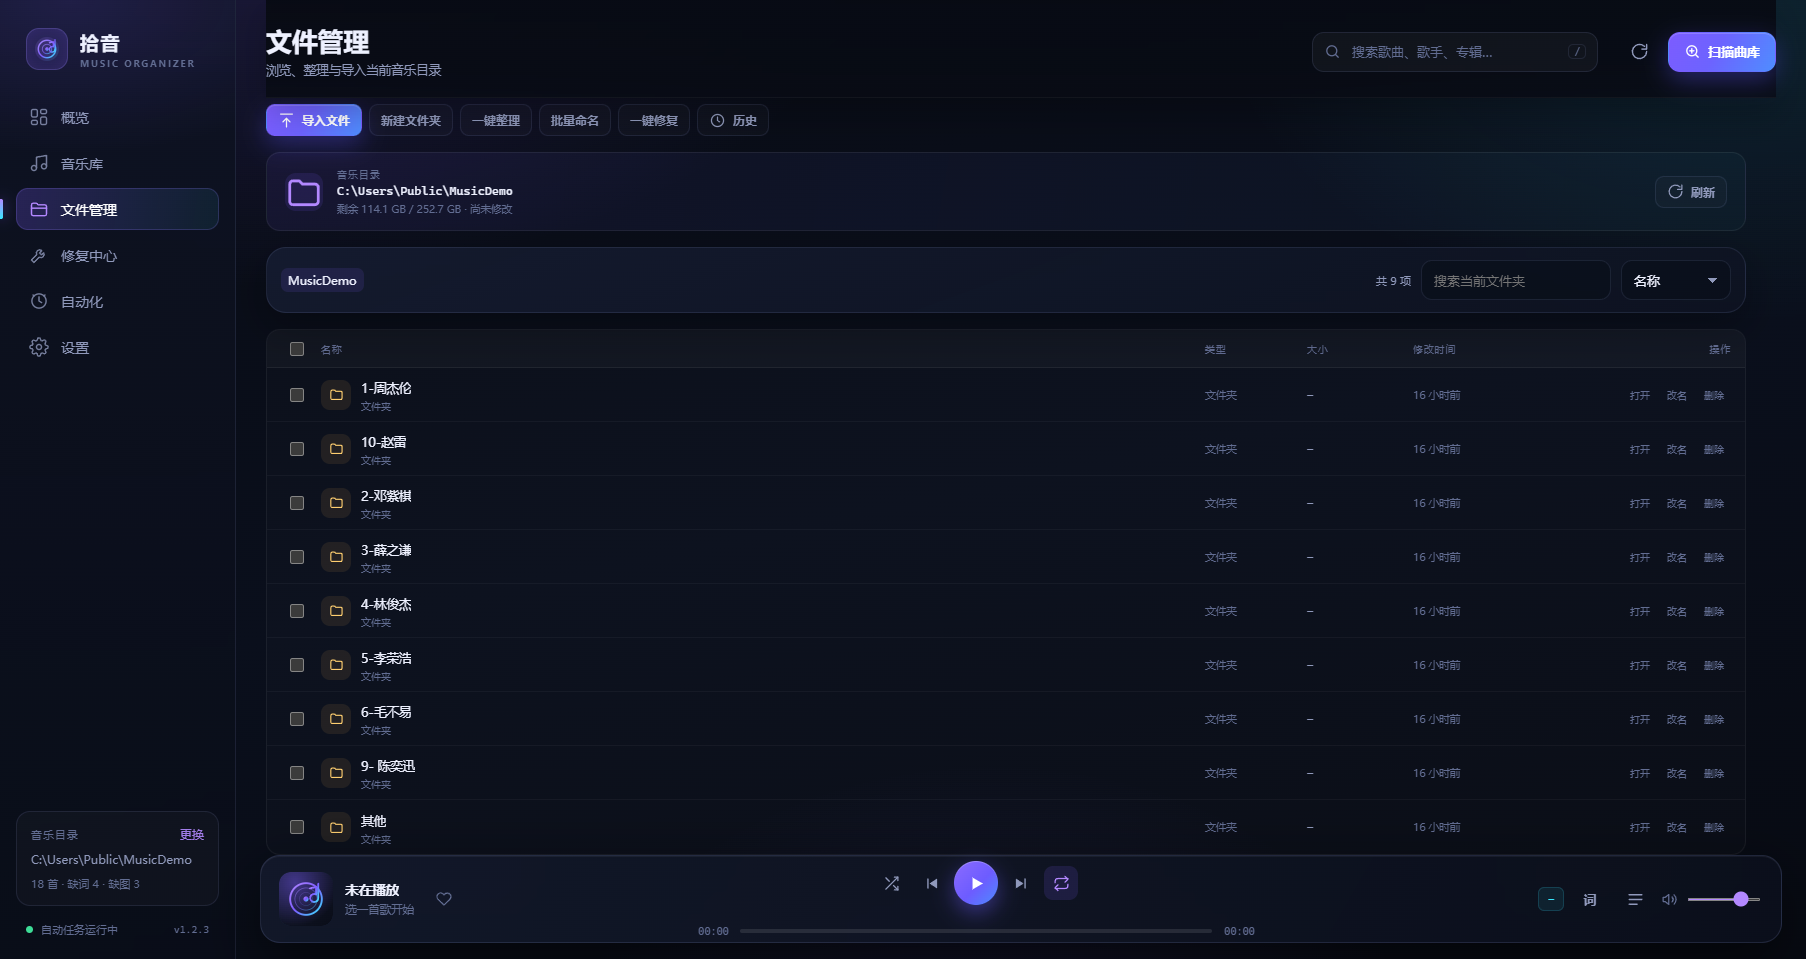 拾音
MUSIC ORGANIZER
概览
音乐库
文件管理
修复中心
自动化
设置
音乐目录 更换
C:\Users\Public\MusicDemo
18 首 · 缺词 4 · 缺图 3
自动任务运行中 v1.2.3
文件管理
浏览、整理与导入当前音乐目录
搜索歌曲、歌手、专辑... /
扫描曲库
导入文件 新建文件夹 一键整理 批量命名 一键修复 历史
音乐目录
C:\Users\Public\MusicDemo
剩余 114.1 GB / 252.7 GB · 尚未修改
刷新
MusicDemo 共 9 项 搜索当前文件夹 名称
名称 类型 大小 修改时间 操作
1-周杰伦
文件夹 文件夹 – 16 小时前 打开 改名 删除
10-赵雷
文件夹 文件夹 – 16 小时前 打开 改名 删除
2-邓紫棋
文件夹 文件夹 – 16 小时前 打开 改名 删除
3-薛之谦
文件夹 文件夹 – 16 小时前 打开 改名 删除
4-林俊杰
文件夹 文件夹 – 16 小时前 打开 改名 删除
5-李荣浩
文件夹 文件夹 – 16 小时前 打开 改名 删除
6-毛不易
文件夹 文件夹 – 16 小时前 打开 改名 删除
9- 陈奕迅
文件夹 文件夹 – 16 小时前 打开 改名 删除
其他
文件夹 文件夹 – 16 小时前 打开 改名 删除
未在播放
选一首歌开始
00:00 00:00
– 词